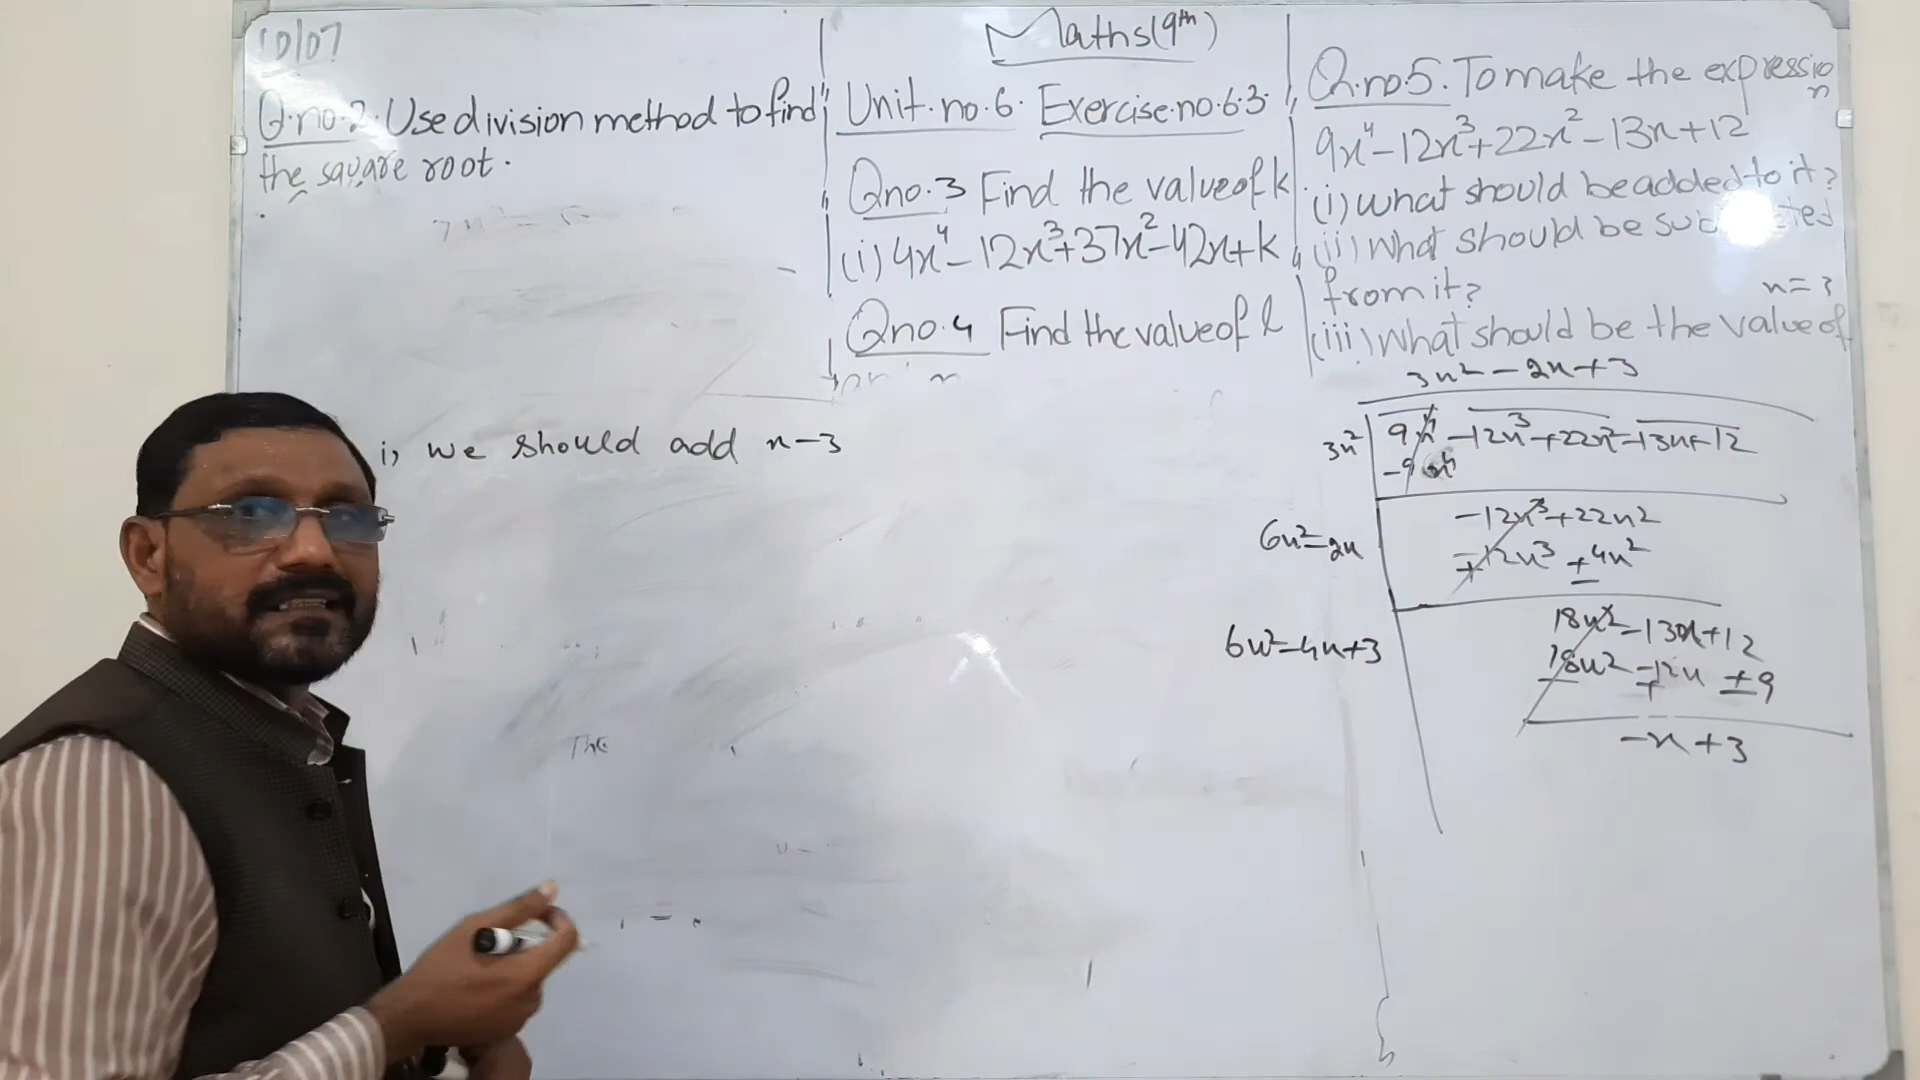 10/07
Q.no.2. Use division method to find
the square root.
Maths(9th)
Unit.no.6. Exercise.no.6.3.
Qno.3 Find the value of k.
(i) 4x⁴-12x³+37x²-42x+k
Qno.4 Find the value of l
Q.no.5. To make the expression
9x⁴-12x³+22x²-13x+12
(i) what should be added to it?
(ii) What should be
from it?
x=3
(iii) What should be the value of
i, we should add x-3
The
3x²-2x+3
3x² 9x⁴-12x³+22x²-13x+12
-9x⁴
-12x³+22x²
6x²-2x ∓12x³ ±4x²
18x²-13x+12
6x²-4x+3 18x² ∓12x ±9
-x+3